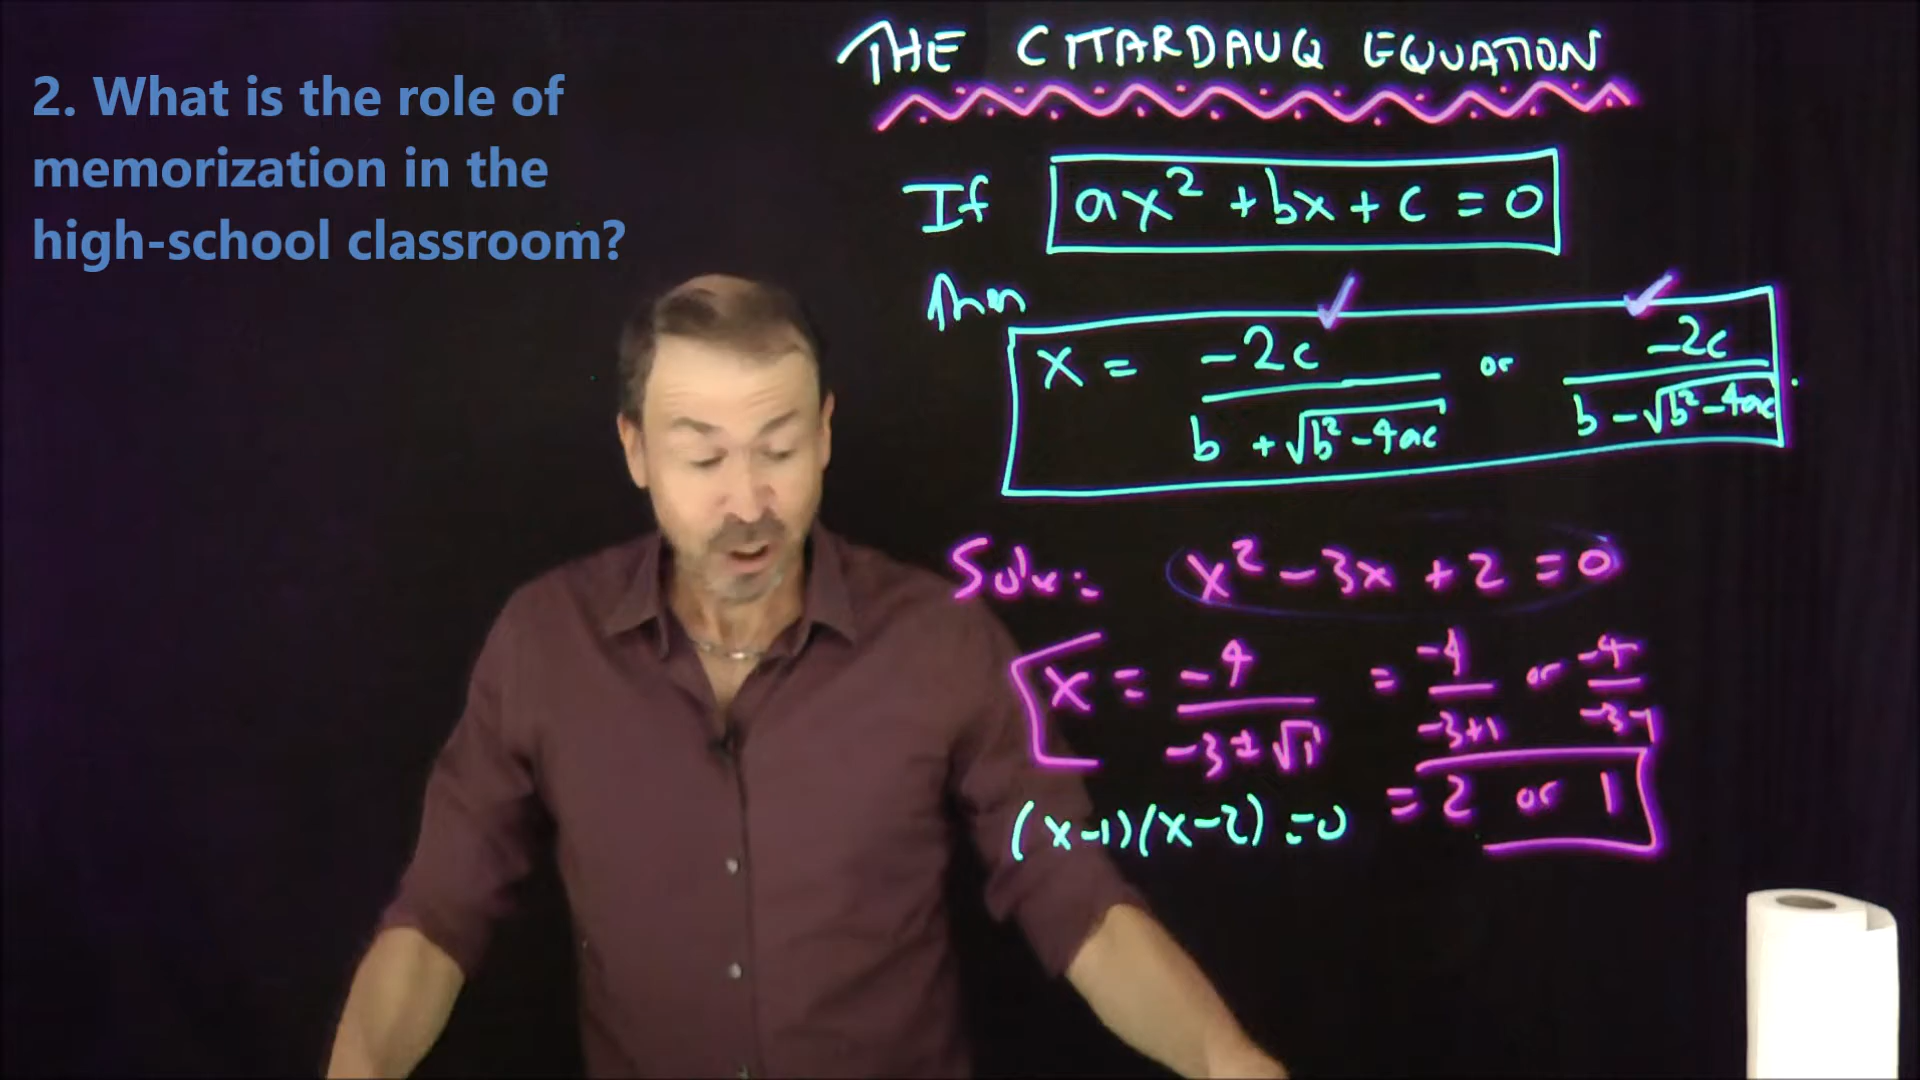 2. What is the role of
memorization in the
high-school classroom?
THE CITARDAUQ EQUATION
If ax² + bx + c = 0
Then
x = -2c / b + √b² - 4ac or -2c / b - √b² - 4ac
Solve: x² - 3x + 2 = 0
x = -4 / -3 ± √1 = -4 / -3+1 or -4 / -3-1
= 2 or 1
(x-1)(x-2) = 0